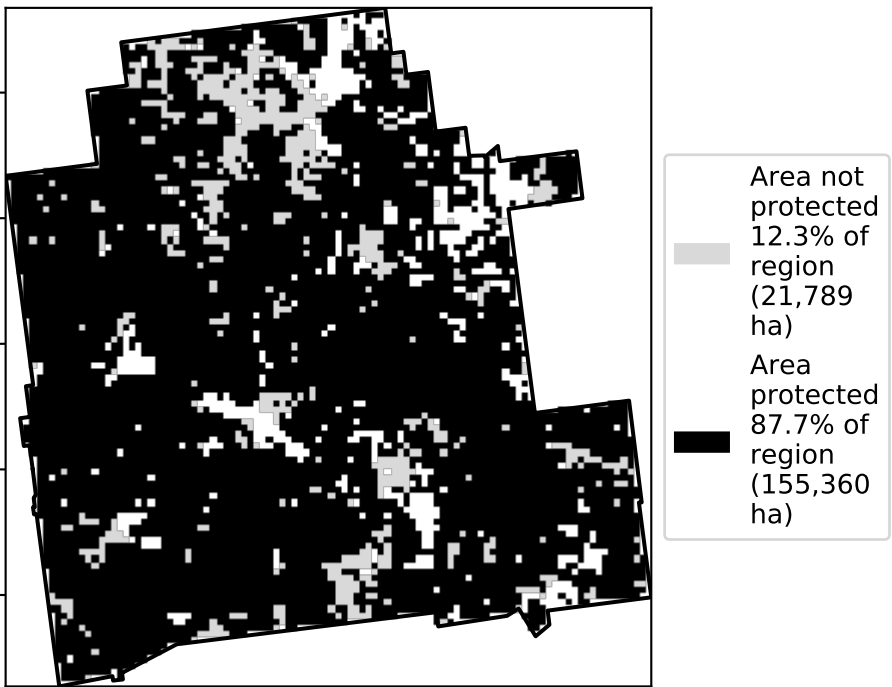 Area not
protected
12.3% of
region
(21,789
ha)
Area
protected
87.7% of
region
(155,360
ha)